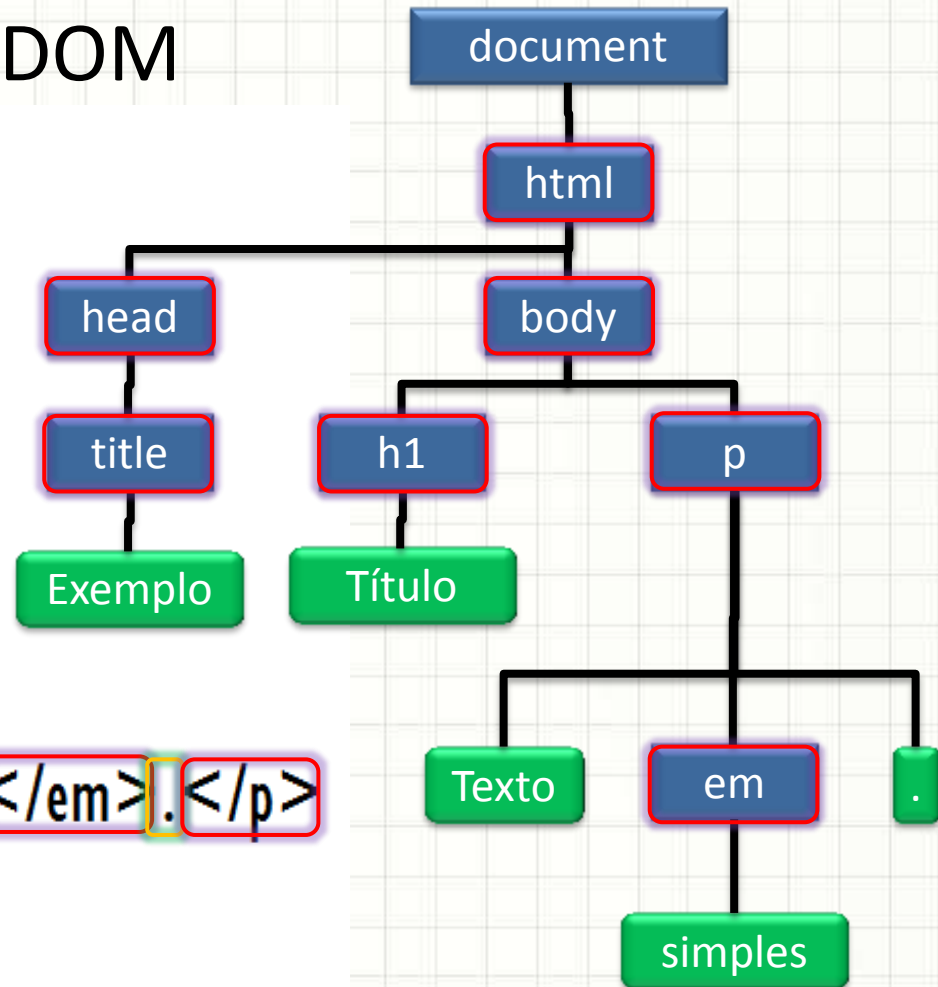 DOM
document
html
head
body
title
h1
p
Exemplo
Título
</em>.</p>
Texto
em
.
simples